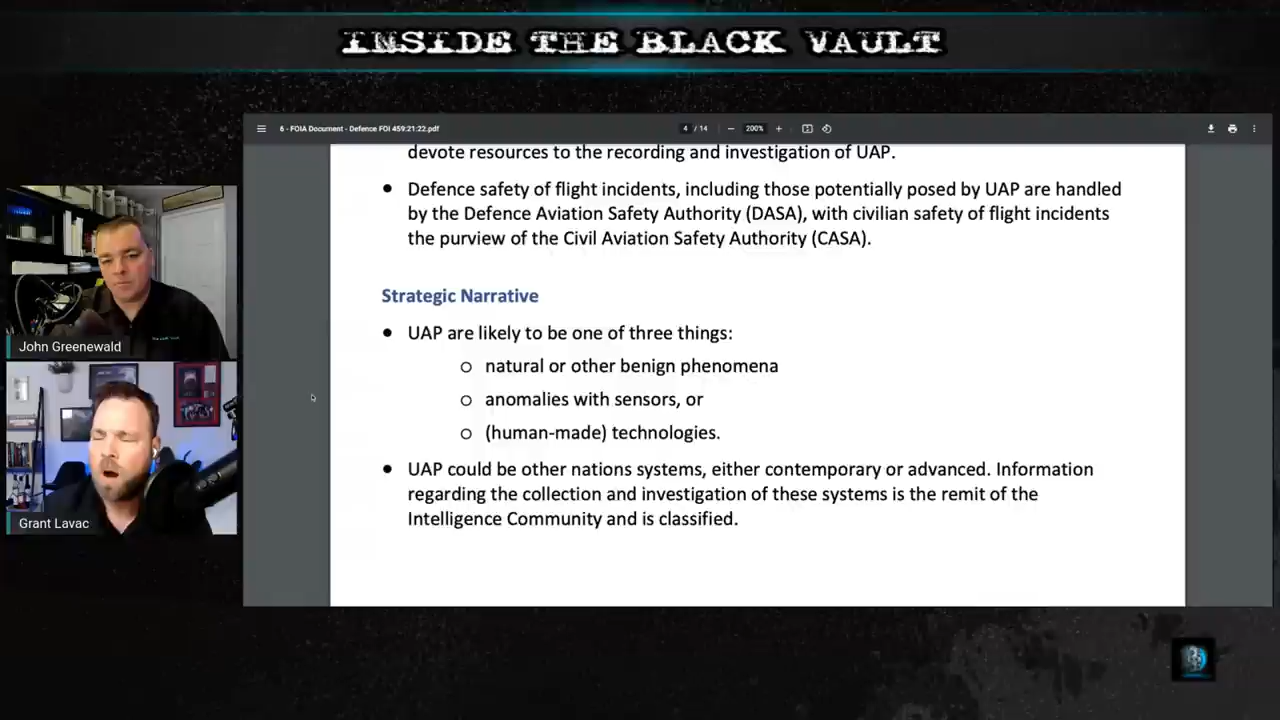 INSIDE THE BLACK VAULT
6 - FOIA Document - Defence FOI 459:21:22.pdf
4 / 14
200%
devote resources to the recording and investigation of UAP.
● Defence safety of flight incidents, including those potentially posed by UAP are handled
by the Defence Aviation Safety Authority (DASA), with civilian safety of flight incidents
the purview of the Civil Aviation Safety Authority (CASA).
Strategic Narrative
● UAP are likely to be one of three things:
○ natural or other benign phenomena
○ anomalies with sensors, or
○ (human-made) technologies.
● UAP could be other nations systems, either contemporary or advanced. Information
regarding the collection and investigation of these systems is the remit of the
Intelligence Community and is classified.
John Greenewald
Grant Lavac